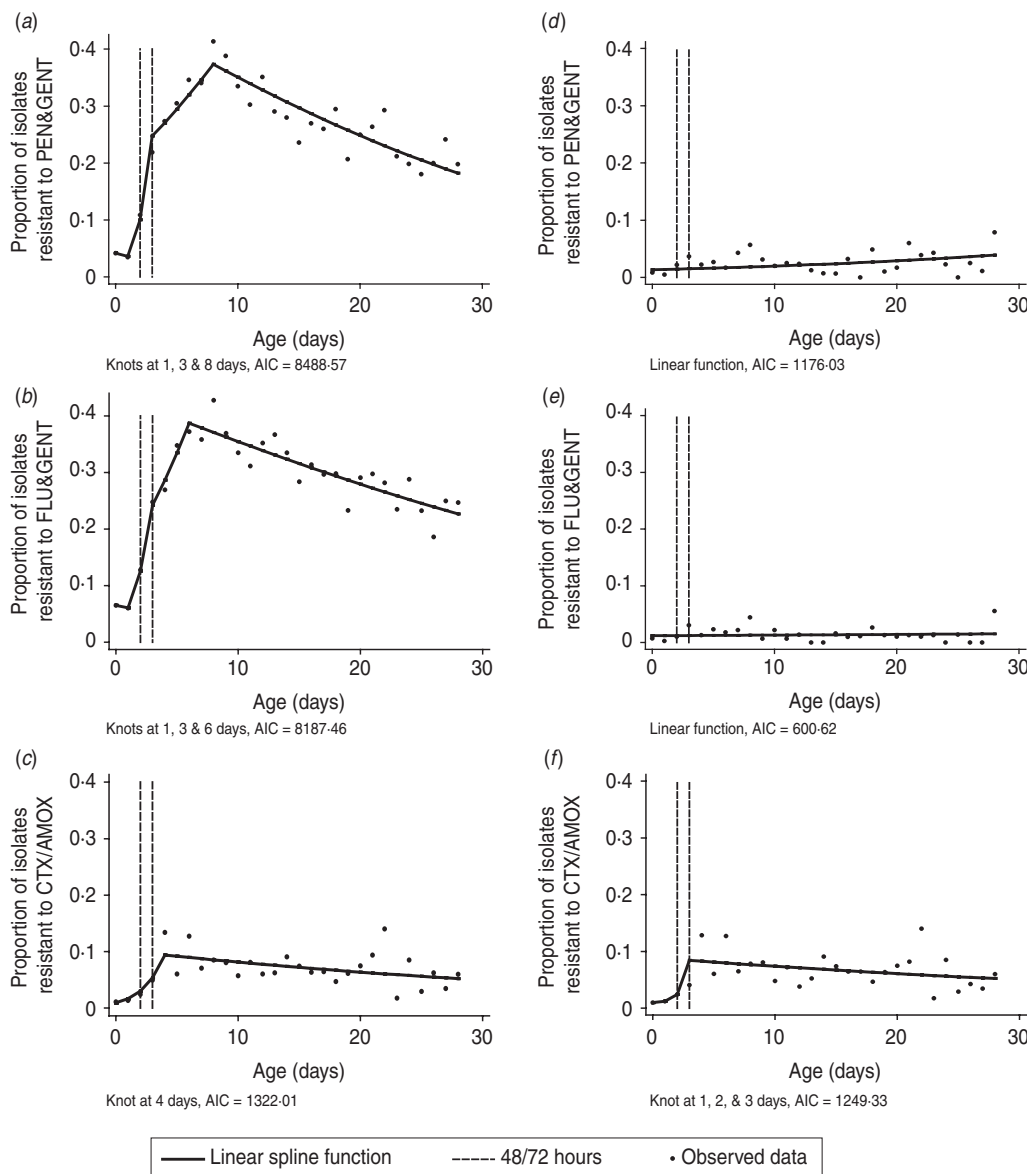 (a)
Proportion of isolates
resistant to PEN&GENT
0·4
0·3
0·2
0·1
0
0
10
20
30
Age (days)
Knots at 1, 3 & 8 days, AIC = 8488·57
(d)
Proportion of isolates
resistant to PEN&GENT
0·4
0·3
0·2
0·1
0
0
10
20
30
Age (days)
Linear function, AIC = 1176·03
(b)
Proportion of isolates
resistant to FLU&GENT
0·4
0·3
0·2
0·1
0
0
10
20
30
Age (days)
Knots at 1, 3 & 6 days, AIC = 8187·46
(e)
Proportion of isolates
resistant to FLU&GENT
0·4
0·3
0·2
0·1
0
0
10
20
30
Age (days)
Linear function, AIC = 600·62
(c)
Proportion of isolates
resistant to CTX/AMOX
0·4
0·3
0·2
0·1
0
0
10
20
30
Age (days)
Knot at 4 days, AIC = 1322·01
(f)
Proportion of isolates
resistant to CTX/AMOX
0·4
0·3
0·2
0·1
0
0
10
20
30
Age (days)
Knot at 1, 2, & 3 days, AIC = 1249·33
Linear spline function
48/72 hours
Observed data